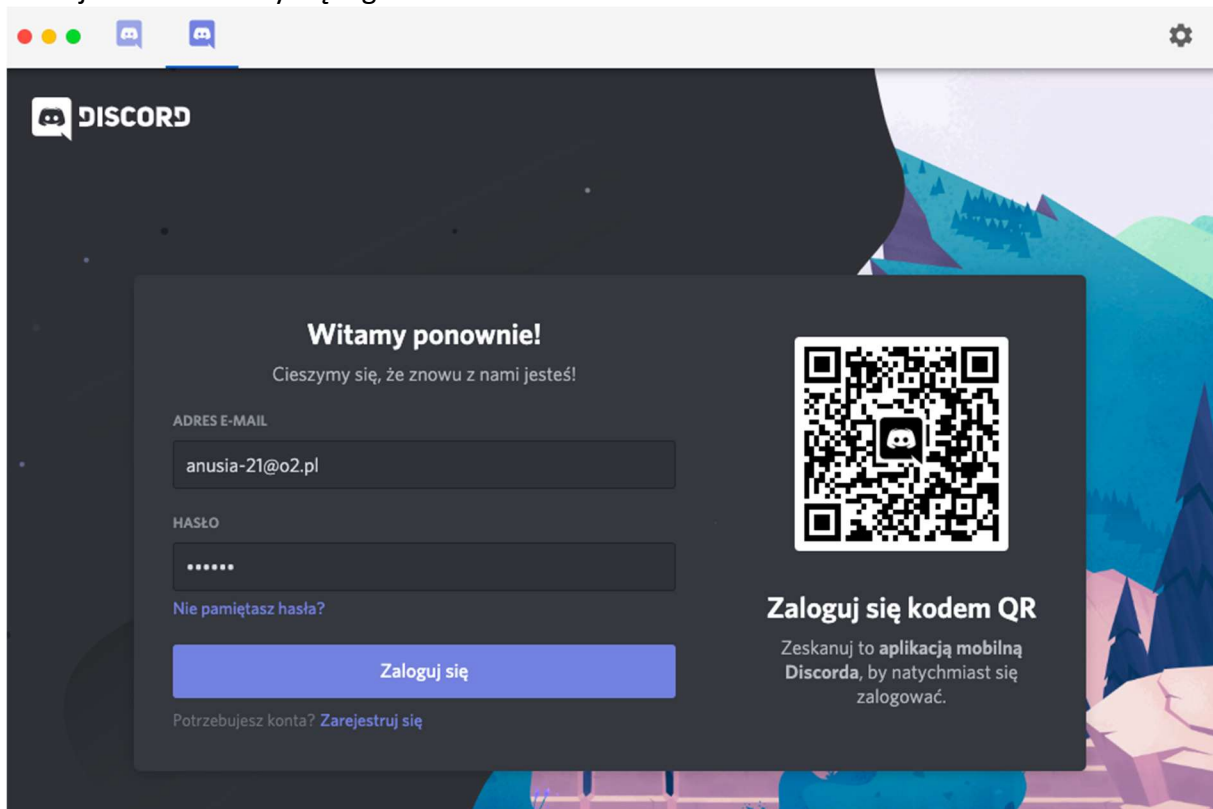 DISCORD
Witamy ponownie!
Cieszymy się, że znowu z nami jesteś!
ADRES E-MAIL
anusia-21@o2.pl
HASŁO
••••••
Nie pamiętasz hasła?
Zaloguj się
Potrzebujesz konta? Zarejestruj się
Zaloguj się kodem QR
Zeskanuj to aplikacją mobilną
Discorda, by natychmiast się
zalogować.